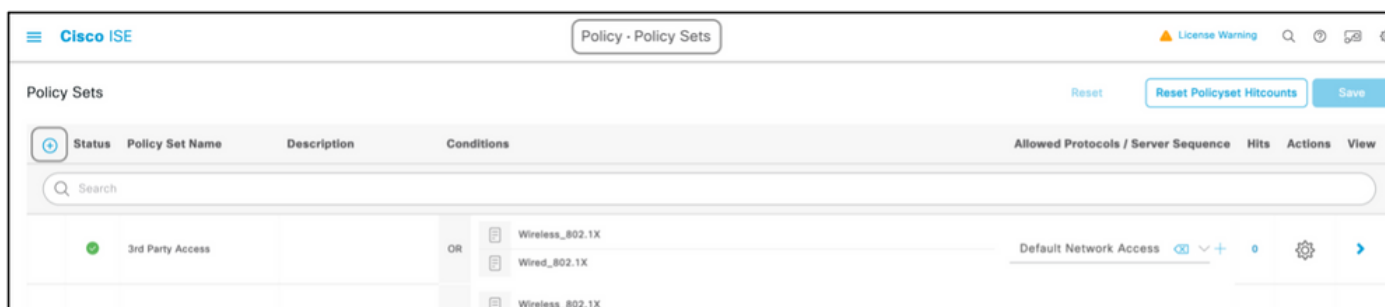 Cisco ISE Policy · Policy Sets License Warning
Policy Sets Reset Reset Policyset Hitcounts Save
Status Policy Set Name Description Conditions Allowed Protocols / Server Sequence Hits Actions View
Search
Wireless_802.1X
3rd Party Access OR Default Network Access 0
Wired_802.1X
Wireless_802.1X